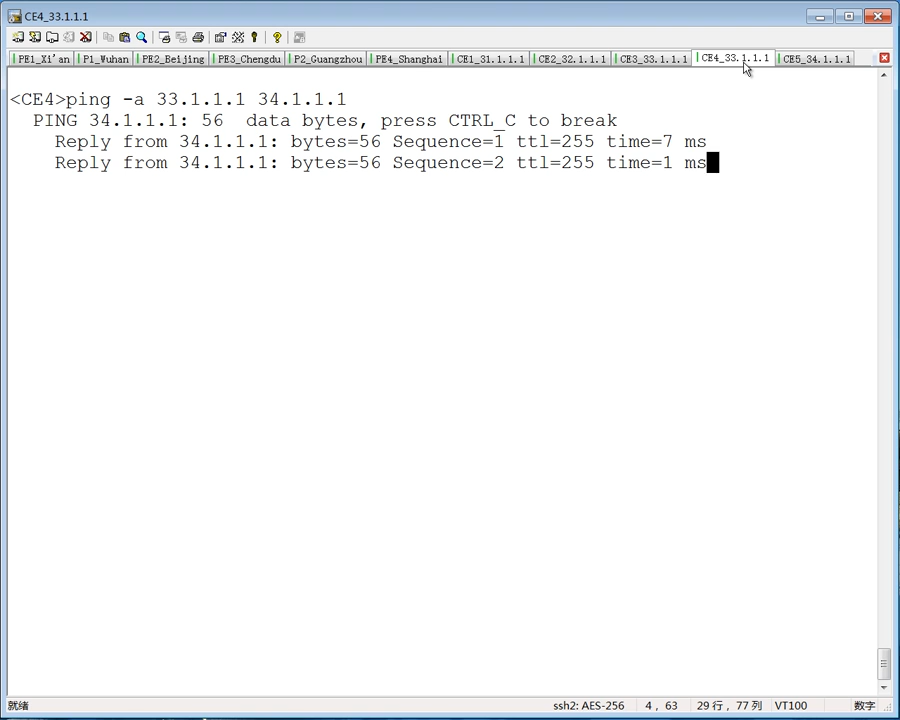 CE4_33.1.1.1
PE1_Xi'an P1_Wuhan PE2_Beijing PE3_Chengdu P2_Guangzhou PE4_Shanghai CE1_31.1.1.1 CE2_32.1.1.1 CE3_33.1.1.1 CE4_33.1.1.1 CE5_34.1.1.1
<CE4>ping -a 33.1.1.1 34.1.1.1
PING 34.1.1.1: 56  data bytes, press CTRL_C to break
Reply from 34.1.1.1: bytes=56 Sequence=1 ttl=255 time=7 ms
Reply from 34.1.1.1: bytes=56 Sequence=2 ttl=255 time=1 ms
就绪 ssh2: AES-256 4, 63 29 行, 77 列 VT100 数字